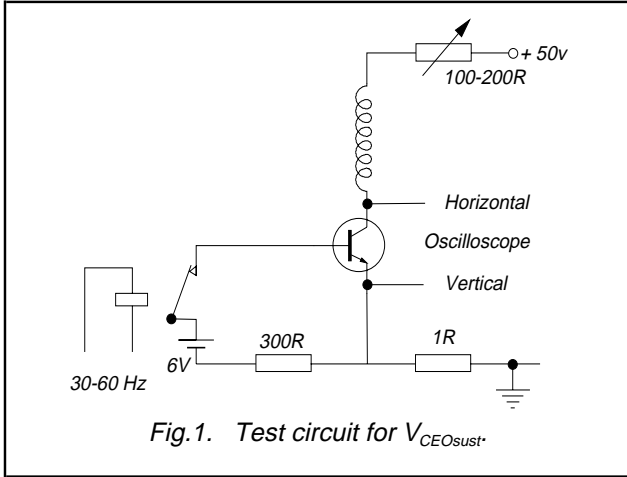 + 50v
100-200R
Horizontal
Oscilloscope
Vertical
300R
1R
6V
30-60 Hz
Fig.1. Test circuit for VCEOsust.